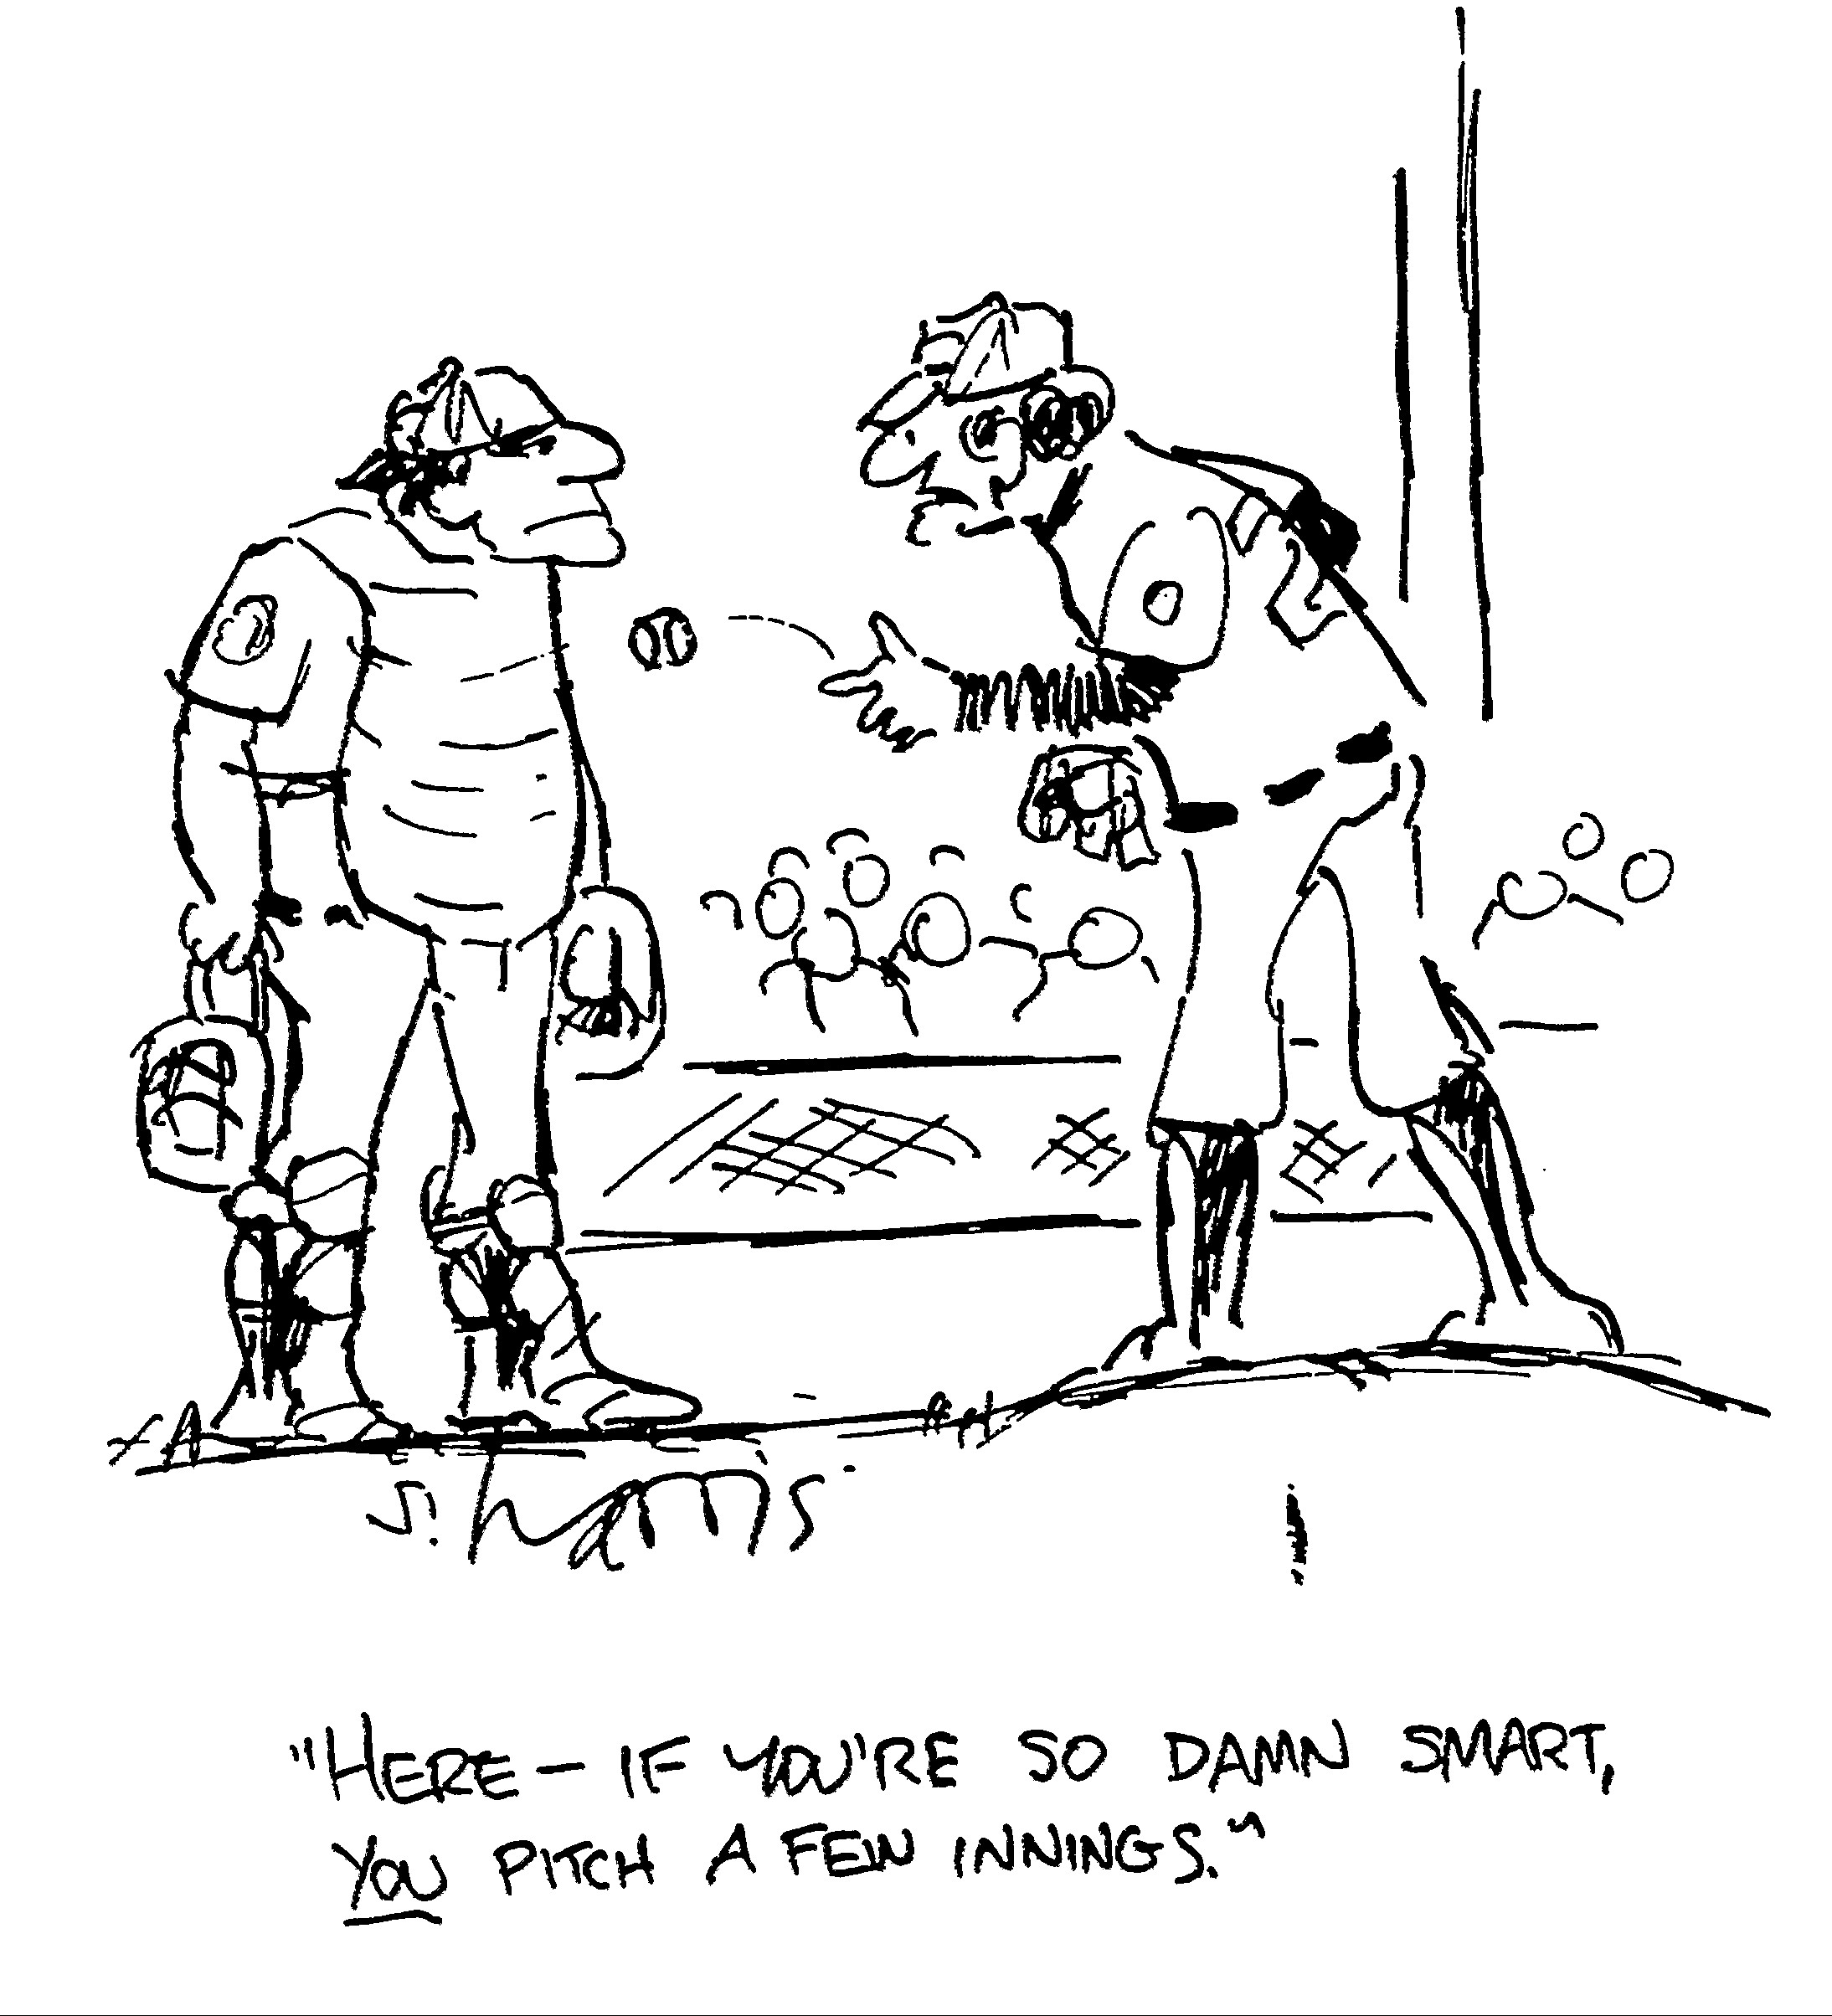 S. Harris
"HERE — IF YOU'RE SO DAMN SMART,
YOU PITCH A FEW INNINGS."